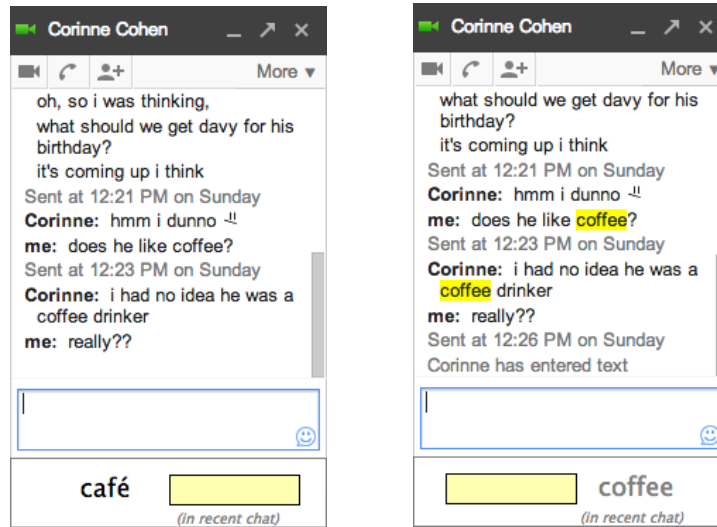 Corinne Cohen
More ▾
oh, so i was thinking,
what should we get davy for his
birthday?
it's coming up i think
Sent at 12:21 PM on Sunday
Corinne: hmm i dunno
me: does he like coffee?
Sent at 12:23 PM on Sunday
Corinne: i had no idea he was a
coffee drinker
me: really??
café
(in recent chat)
Corinne Cohen
More ▾
what should we get davy for his
birthday?
it's coming up i think
Sent at 12:21 PM on Sunday
Corinne: hmm i dunno
me: does he like coffee?
Sent at 12:23 PM on Sunday
Corinne: i had no idea he was a
coffee drinker
me: really??
Sent at 12:26 PM on Sunday
Corinne has entered text
coffee
(in recent chat)